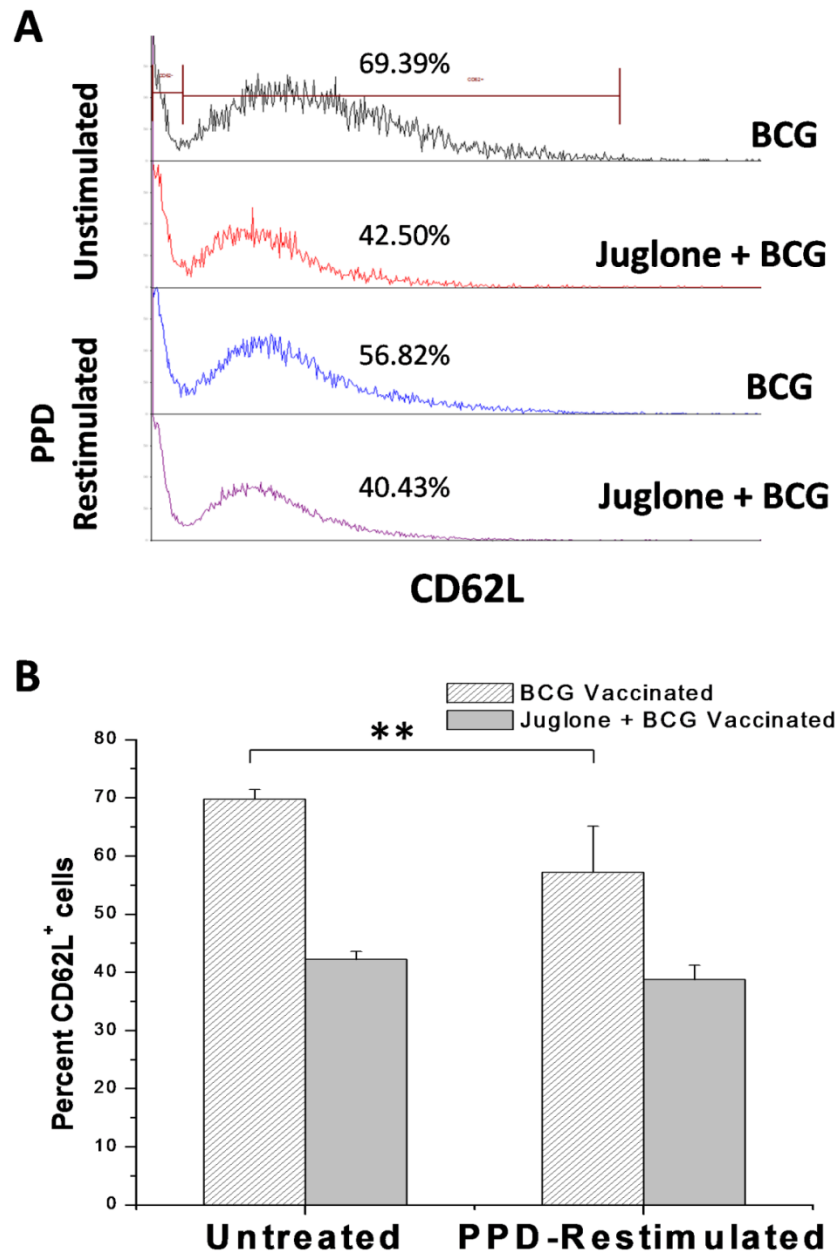 A
69.39%
BCG
Unstimulated
42.50%
Juglone + BCG
56.82%
BCG
PPD
Restimulated
40.43%
Juglone + BCG
CD62L
B
BCG Vaccinated
Juglone + BCG Vaccinated
**
80
70
60
50
40
30
20
10
0
Percent CD62L⁺ cells
Untreated PPD-Restimulated